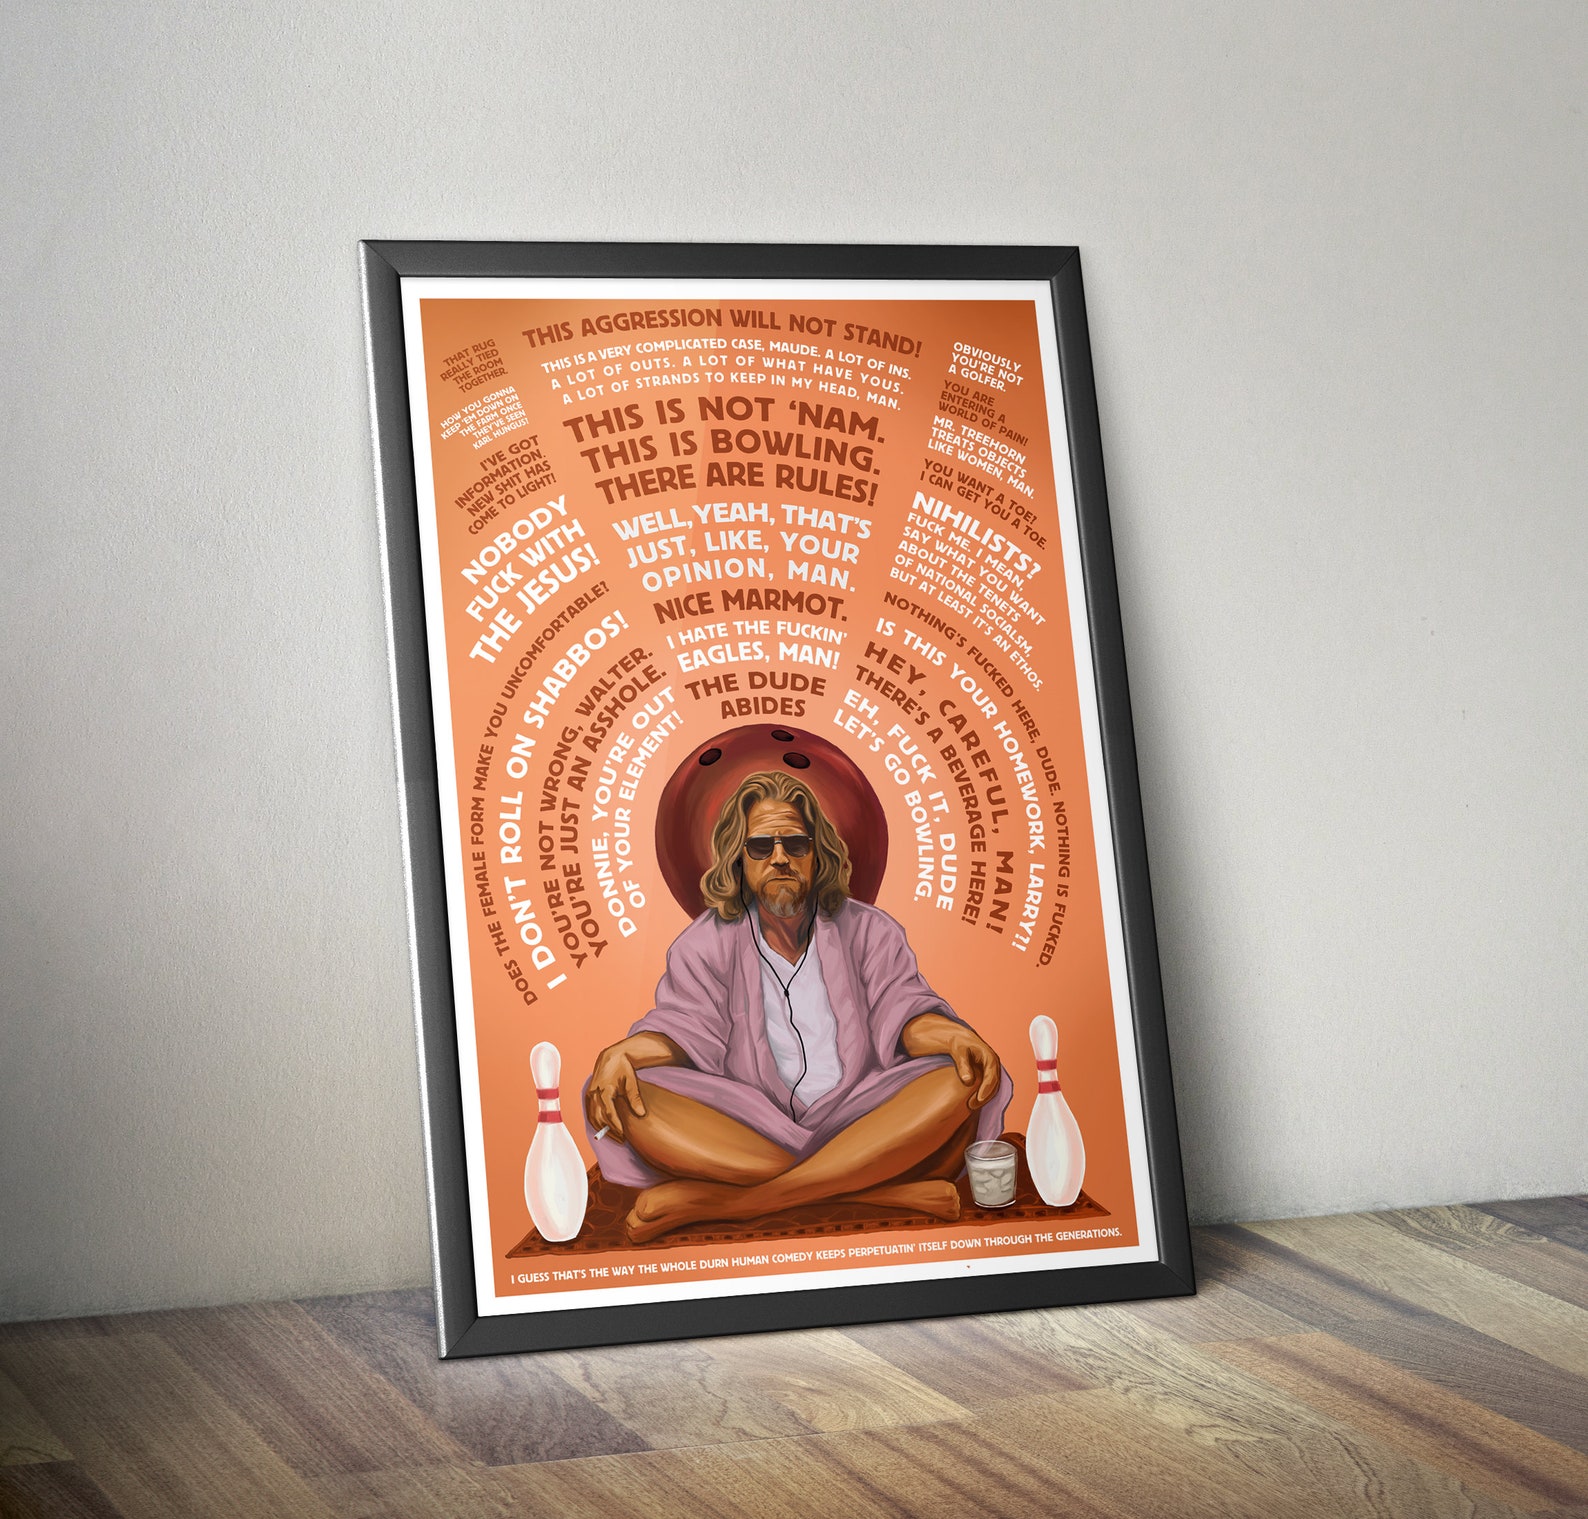 THIS AGGRESSION WILL NOT STAND!
THIS IS A VERY COMPLICATED CASE, MAUDE. A LOT OF INS.
A LOT OF OUTS. A LOT OF WHAT HAVE YOUS.
A LOT OF STRANDS TO KEEP IN MY HEAD, MAN.
THIS IS NOT ‘NAM.
THIS IS BOWLING.
THERE ARE RULES!
WELL, YEAH, THAT'S
JUST, LIKE, YOUR
OPINION, MAN.
NICE MARMOT.
I HATE THE FUCKIN'
EAGLES, MAN!
THE DUDE
ABIDES
THAT RUG
REALLY TIED
THE ROOM
TOGETHER.
HOW YOU GONNA
KEEP 'EM DOWN ON
THE FARM ONCE
THEY'VE SEEN
KARL HUNGUS!
I'VE GOT
INFORMATION.
NEW SHIT HAS
COME TO LIGHT!
NOBODY
FUCK WITH
THE JESUS!
DOES THE FEMALE FORM MAKE YOU UNCOMFORTABLE?
I DON'T ROLL ON SHABBOS!
YOU'RE NOT WRONG, WALTER.
YOU'RE JUST AN ASSHOLE.
DONNIE, YOU'RE OUT
OF YOUR ELEMENT!
OBVIOUSLY
YOU'RE NOT
A GOLFER.
YOU ARE
ENTERING A
WORLD OF PAIN!
MR. TREEHORN
TREATS OBJECTS
LIKE WOMEN, MAN.
YOU WANT A TOE?
I CAN GET YOU A TOE.
NIHILISTS?
FUCK ME. I MEAN,
SAY WHAT YOU WANT
ABOUT THE TENETS
OF NATIONAL SOCIALSM,
BUT AT LEAST IT'S AN ETHOS.
NOTHING'S FUCKED HERE, DUDE. NOTHING IS FUCKED.
IS THIS YOUR HOMEWORK, LARRY?!
HEY, CAREFUL, MAN!
THERE'S A BEVERAGE HERE!
EH, FUCK IT, DUDE
LET'S GO BOWLING.
I GUESS THAT'S THE WAY THE WHOLE DURN HUMAN COMEDY KEEPS PERPETUATIN' ITSELF DOWN THROUGH THE GENERATIONS.